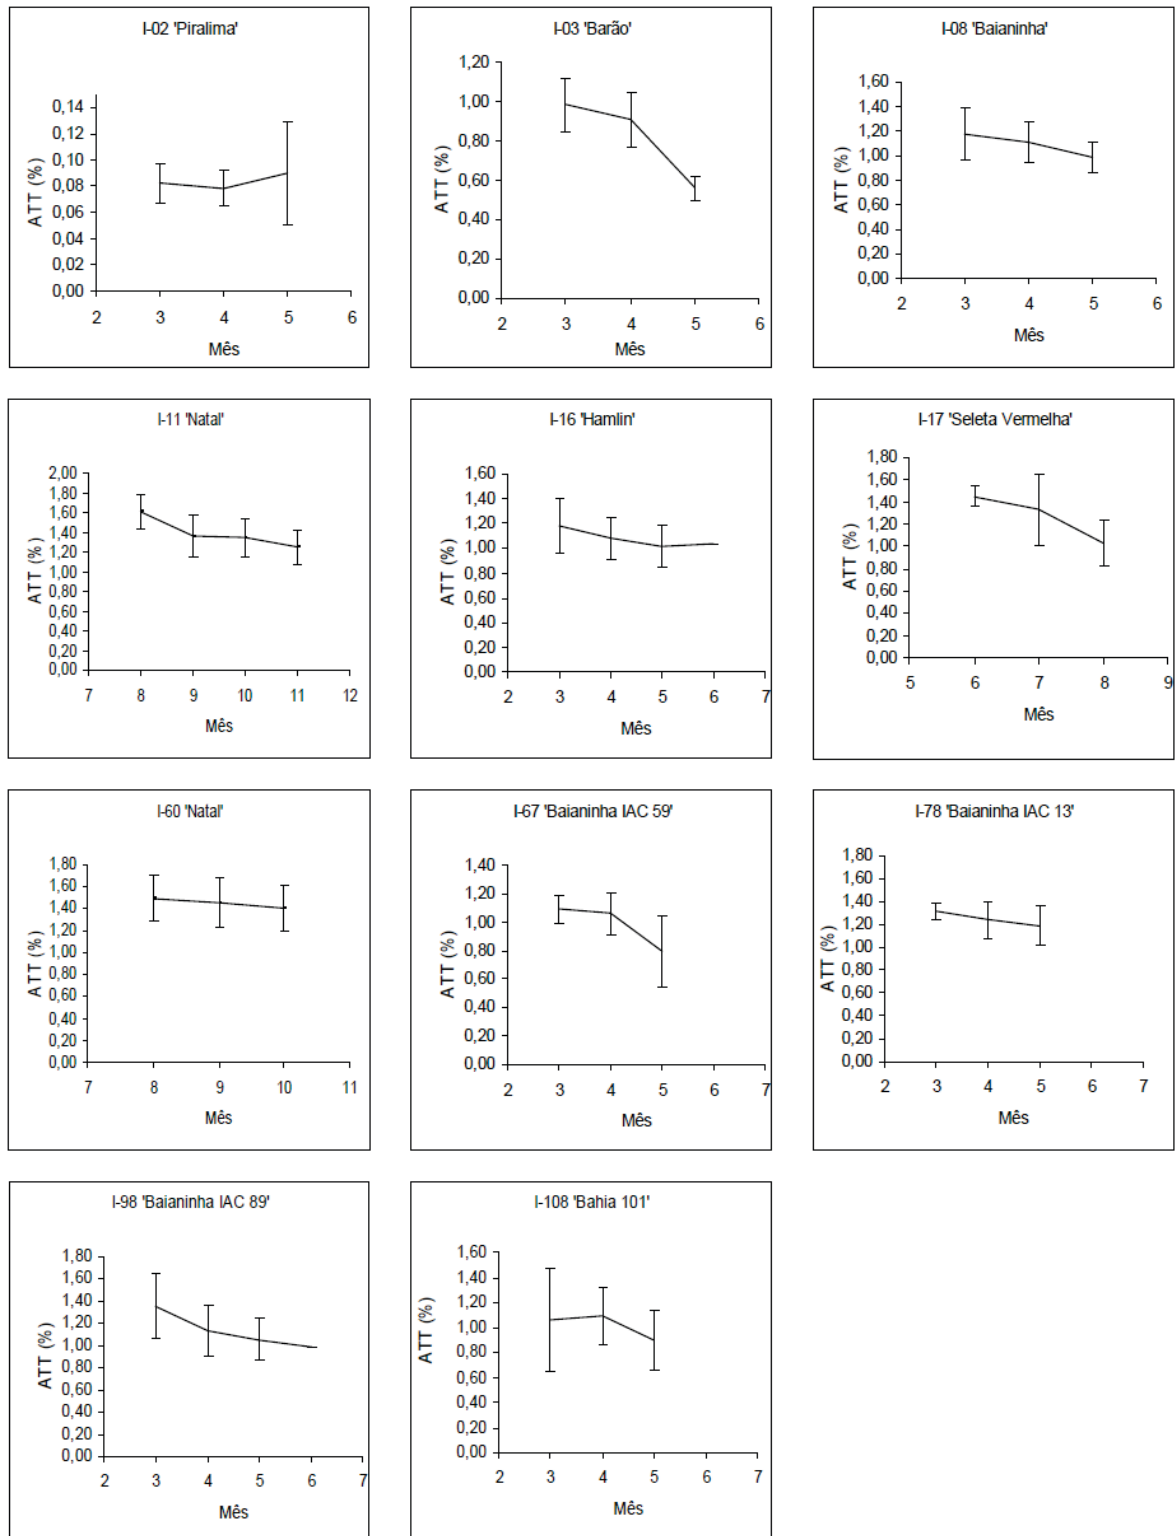 I-02 'Piralima'
0,14
0,12
0,10
0,08
0,06
0,04
0,02
0,00
ATT (%)
2 3 4 5 6
Mês
I-03 'Barão'
1,20
1,00
0,80
0,60
0,40
0,20
0,00
ATT (%)
2 3 4 5 6
Mês
I-08 'Baianinha'
1,60
1,40
1,20
1,00
0,80
0,60
0,40
0,20
0,00
ATT (%)
2 3 4 5 6
Mês
I-11 'Natal'
2,00
1,80
1,60
1,40
1,20
1,00
0,80
0,60
0,40
0,20
0,00
ATT (%)
7 8 9 10 11 12
Mês
I-16 'Hamlin'
1,60
1,40
1,20
1,00
0,80
0,60
0,40
0,20
0,00
ATT (%)
2 3 4 5 6 7
Mês
I-17 'Seleta Vermelha'
1,80
1,60
1,40
1,20
1,00
0,80
0,60
0,40
0,20
0,00
ATT (%)
5 6 7 8 9
Mês
I-60 'Natal'
1,80
1,60
1,40
1,20
1,00
0,80
0,60
0,40
0,20
0,00
ATT (%)
7 8 9 10 11
Mês
I-67 'Baianinha IAC 59'
1,40
1,20
1,00
0,80
0,60
0,40
0,20
0,00
ATT (%)
2 3 4 5 6 7
Mês
I-78 'Baianinha IAC 13'
1,80
1,60
1,40
1,20
1,00
0,80
0,60
0,40
0,20
0,00
ATT (%)
2 3 4 5 6 7
Mês
I-98 'Baianinha IAC 89'
1,80
1,60
1,40
1,20
1,00
0,80
0,60
0,40
0,20
0,00
ATT (%)
2 3 4 5 6 7
Mês
I-108 'Bahia 101'
1,60
1,40
1,20
1,00
0,80
0,60
0,40
0,20
0,00
ATT (%)
2 3 4 5 6 7
Mês